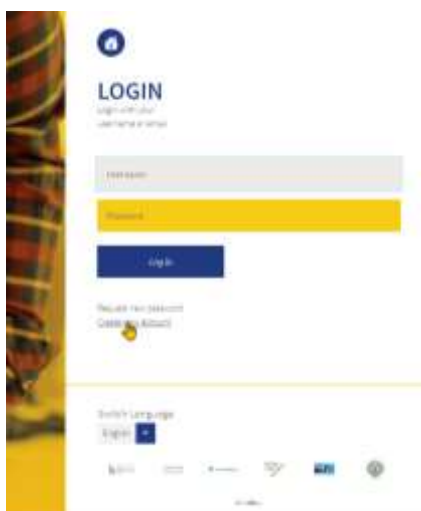 LOGIN
Login with your
username or email
Username
Password
Log in
Request new password
Create new Account
Switch Language
English